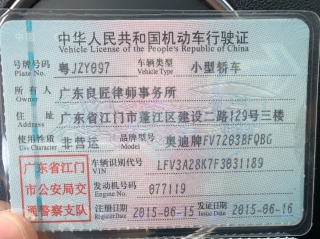 中华人民共和国机动车行驶证
Vehicle License of the People's Republic of China
号牌号码 粤JZY097 车辆类型 小型轿车
Plate No. Vehicle Type
所有人 广东良匠律师事务所
Owner
住址 广东省江门市蓬江区建设二路129号三楼
Address
使用性质 非营运 品牌型号 奥迪牌FV7203BFQBG
Use Character Model
广东省江门
市公安局交
通警察支队
车辆识别代号 LFV3A28K7F3031189
VIN
发动机号码 077119
Engine No.
注册日期 2015-06-15 发证日期 2015-06-16
Register Date Issue Date